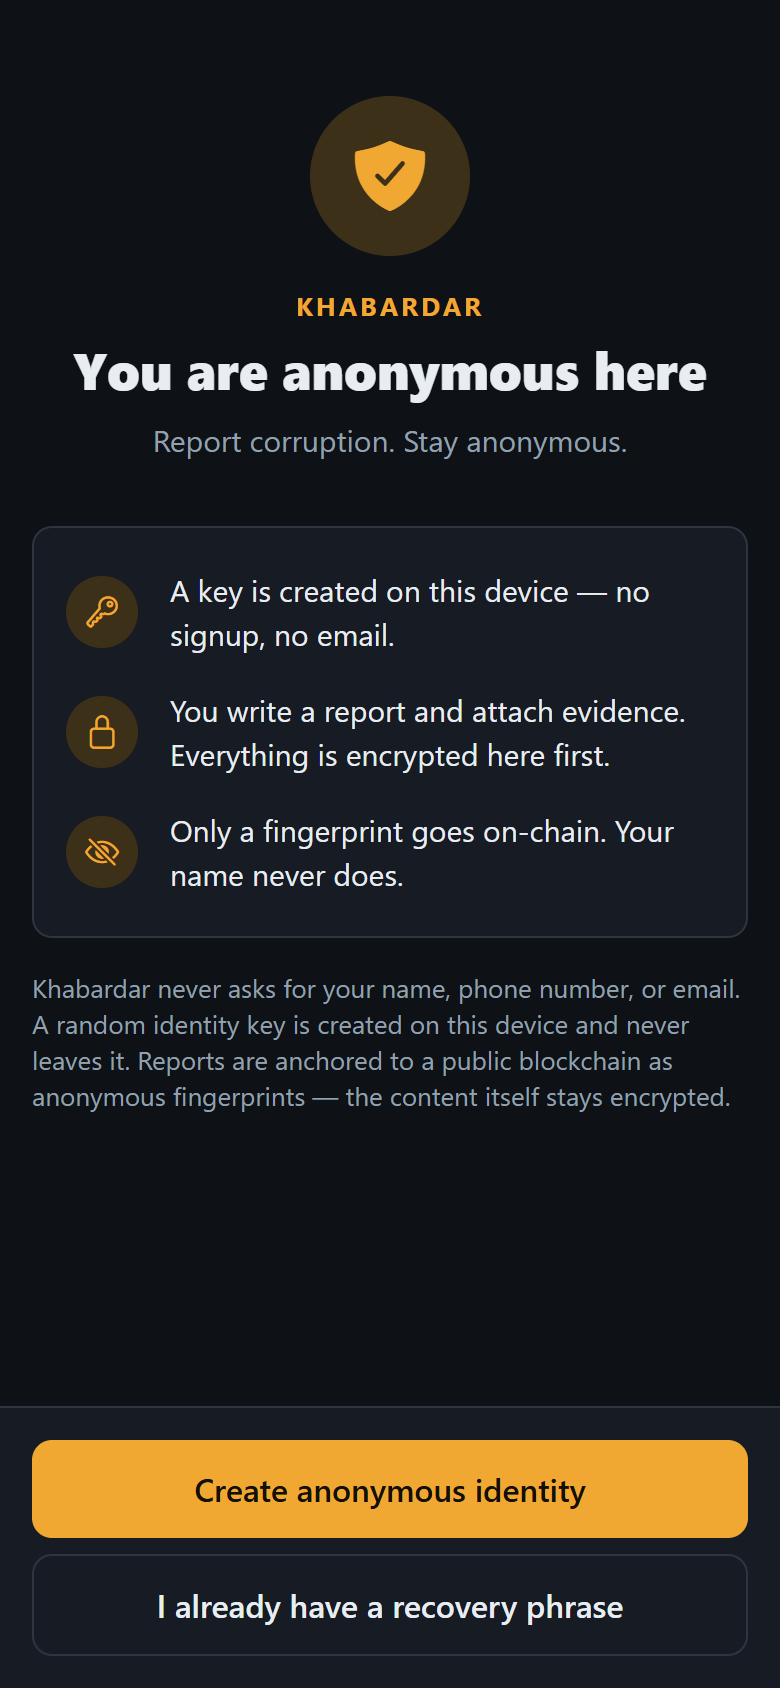 KHABARDAR
You are anonymous here
Report corruption. Stay anonymous.
A key is created on this device — no
signup, no email.
You write a report and attach evidence.
Everything is encrypted here first.
Only a fingerprint goes on-chain. Your
name never does.
Khabardar never asks for your name, phone number, or email.
A random identity key is created on this device and never
leaves it. Reports are anchored to a public blockchain as
anonymous fingerprints — the content itself stays encrypted.
Create anonymous identity
I already have a recovery phrase